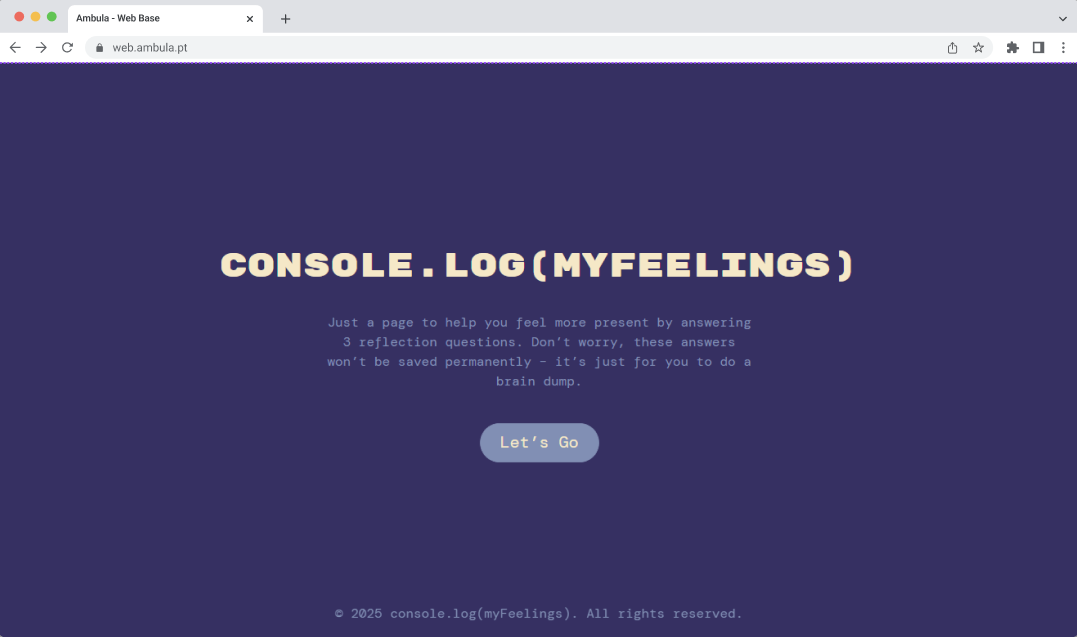 Ambula - Web Base
web.ambula.pt
CONSOLE.LOG(MYFEELINGS)
Just a page to help you feel more present by answering
3 reflection questions. Don’t worry, these answers
won’t be saved permanently – it’s just for you to do a
brain dump.
Let’s Go
© 2025 console.log(myFeelings). All rights reserved.